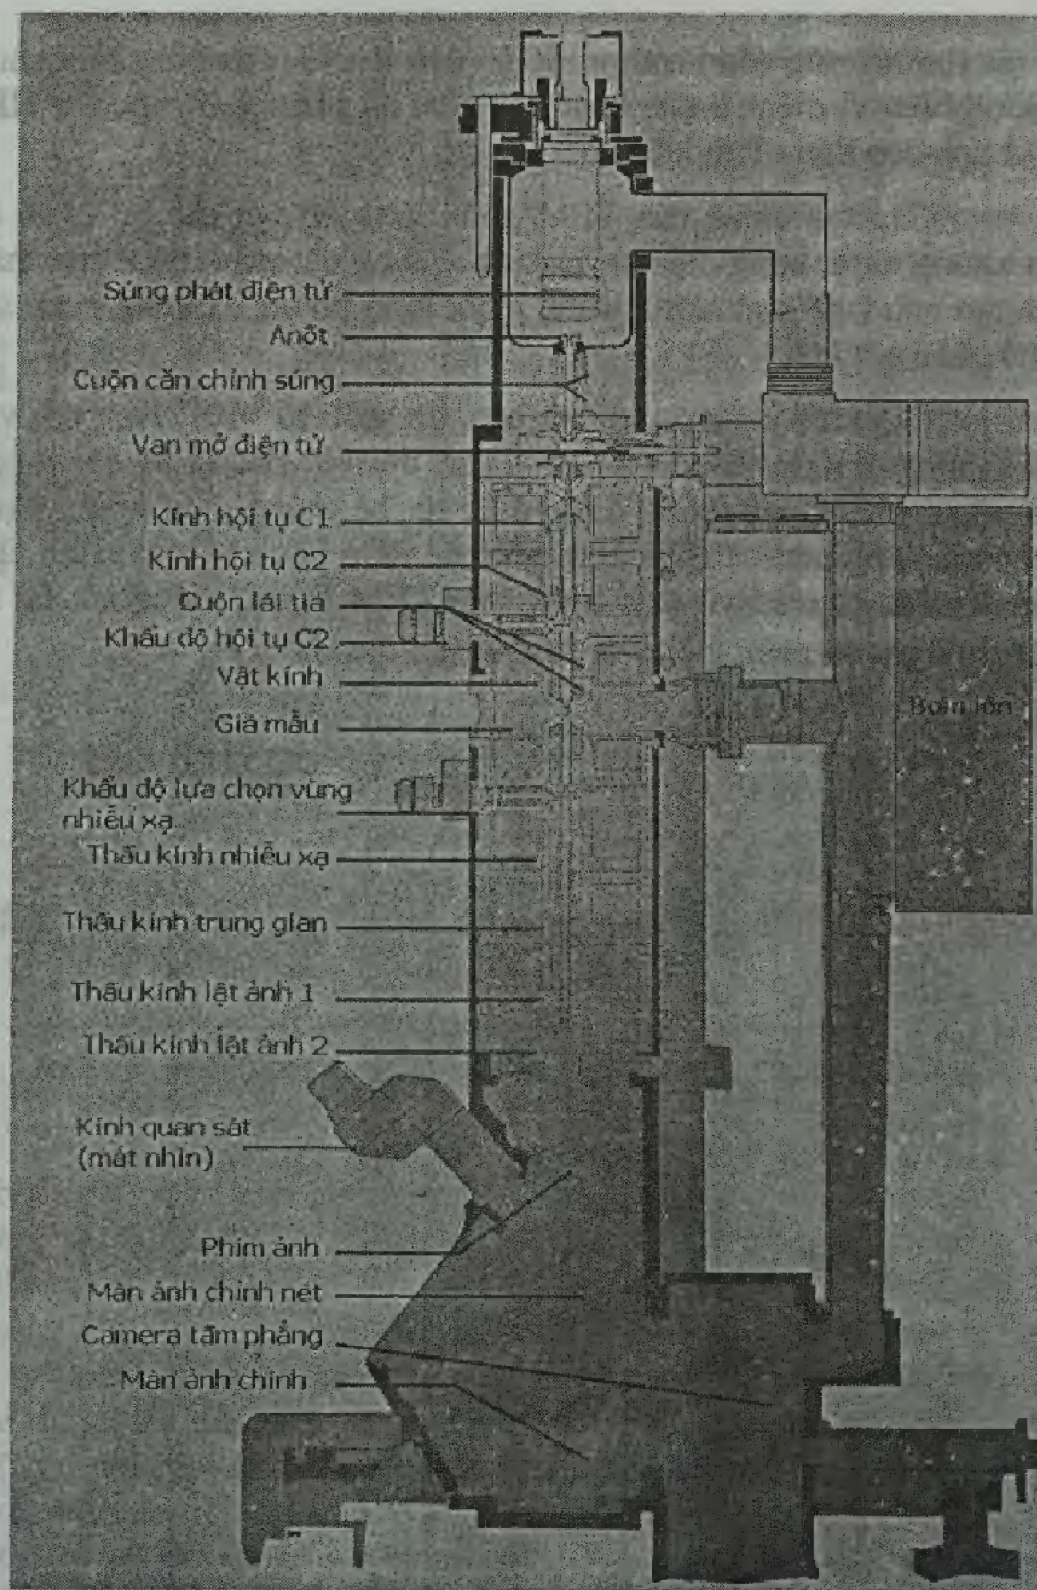 Súng phát điện tử
Anốt
Cuộn căn chỉnh súng
Van mở điện tử
Kính hội tụ C1
Kính hội tụ C2
Cuộn lái tia
Khẩu độ hội tụ C2
Vật kính
Giá mẫu
Bơm iôn
Khẩu độ lựa chọn vùng
nhiễu xạ
Thấu kính nhiễu xạ
Thấu kính trung gian
Thấu kính lật ảnh 1
Thấu kính lật ảnh 2
Kính quan sát
(mắt nhìn)
Phim ảnh
Màn ảnh chỉnh nét
Camera tấm phẳng
Màn ảnh chính